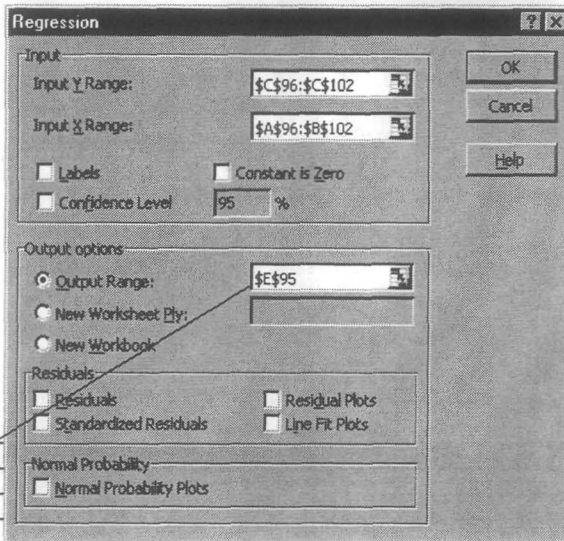 Regression
Input
Input Y Range: $C$96:$C$102
Input X Range: $A$96:$B$102
Labels Constant is Zero
Confidence Level 95 %
OK
Cancel
Help
Output options
Output Range: $E$95
New Worksheet Ply:
New Workbook
Residuals
Residuals Residual Plots
Standardized Residuals Line Fit Plots
Normal Probability
Normal Probability Plots